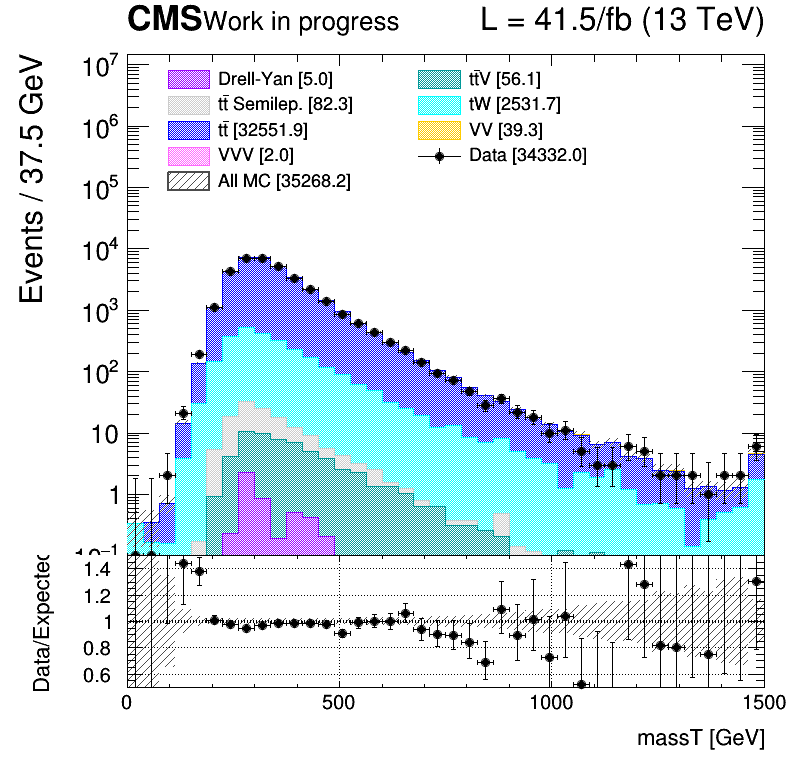 CMS Work in progress L = 41.5/fb (13 TeV)
Events / 37.5 GeV
10⁷
10⁶
10⁵
10⁴
10³
10²
10
1
10⁻¹
Drell-Yan [5.0]
tt̄ Semilep. [82.3]
tt̄ [32551.9]
VVV [2.0]
All MC [35268.2]
tt̄V [56.1]
tW [2531.7]
VV [39.3]
Data [34332.0]
Data/Expected
1.4
1.2
1
0.8
0.6
0 500 1000 1500
massT [GeV]